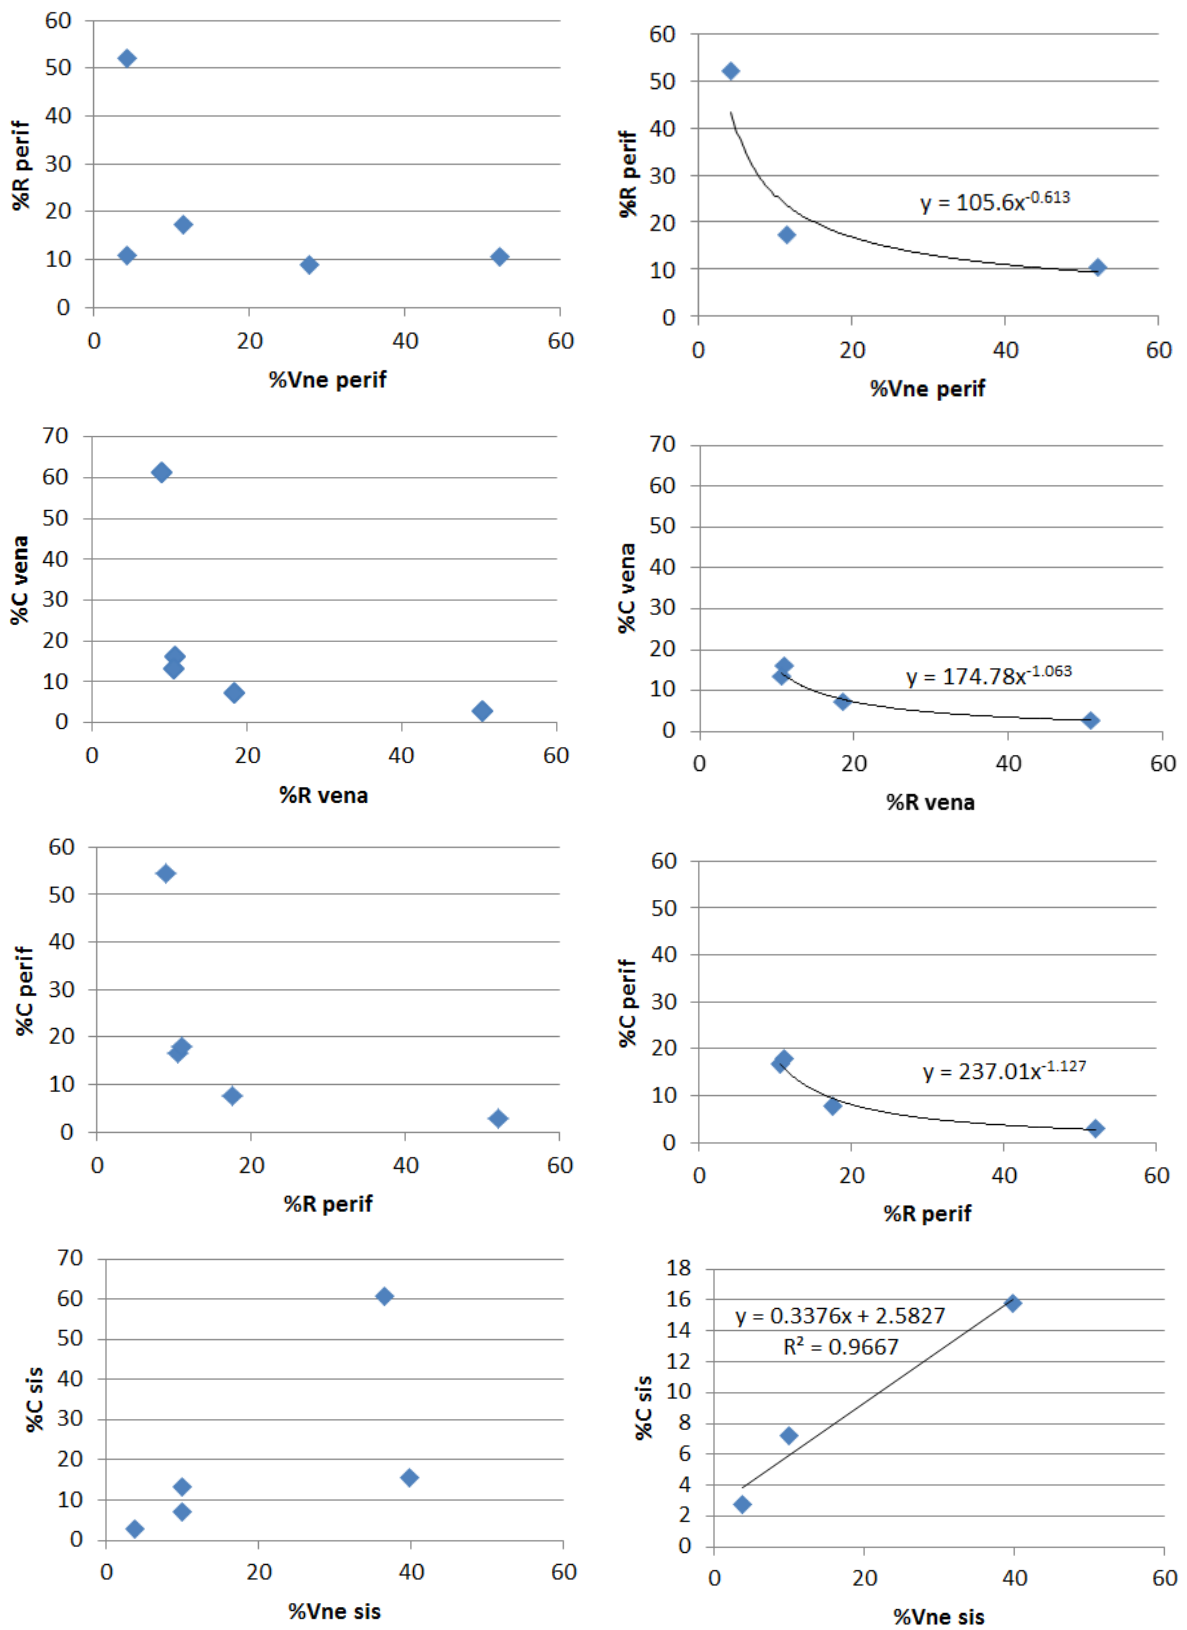 60
50
40
30
20
10
0
%R perif
0 20 40 60
%Vne perif
60
50
40
30
20
10
0
%R perif
y = 105.6x^-0.613
0 20 40 60
%Vne perif
70
60
50
40
30
20
10
0
%C vena
0 20 40 60
%R vena
70
60
50
40
30
20
10
0
%C vena
y = 174.78x^-1.063
0 20 40 60
%R vena
60
50
40
30
20
10
0
%C perif
0 20 40 60
%R perif
60
50
40
30
20
10
0
%C perif
y = 237.01x^-1.127
0 20 40 60
%R perif
70
60
50
40
30
20
10
0
%C sis
0 20 40 60
%Vne sis
18
16
14
12
10
8
6
4
2
0
%C sis
y = 0.3376x + 2.5827
R² = 0.9667
0 20 40 60
%Vne sis